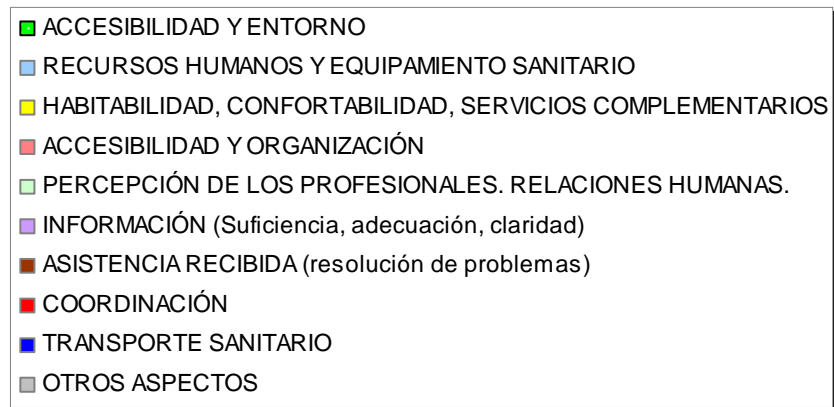 ACCESIBILIDAD Y ENTORNO
RECURSOS HUMANOS Y EQUIPAMIENTO SANITARIO
HABITABILIDAD, CONFORTABILIDAD, SERVICIOS COMPLEMENTARIOS
ACCESIBILIDAD Y ORGANIZACIÓN
PERCEPCIÓN DE LOS PROFESIONALES. RELACIONES HUMANAS.
INFORMACIÓN (Suficiencia, adecuación, claridad)
ASISTENCIA RECIBIDA (resolución de problemas)
COORDINACIÓN
TRANSPORTE SANITARIO
OTROS ASPECTOS